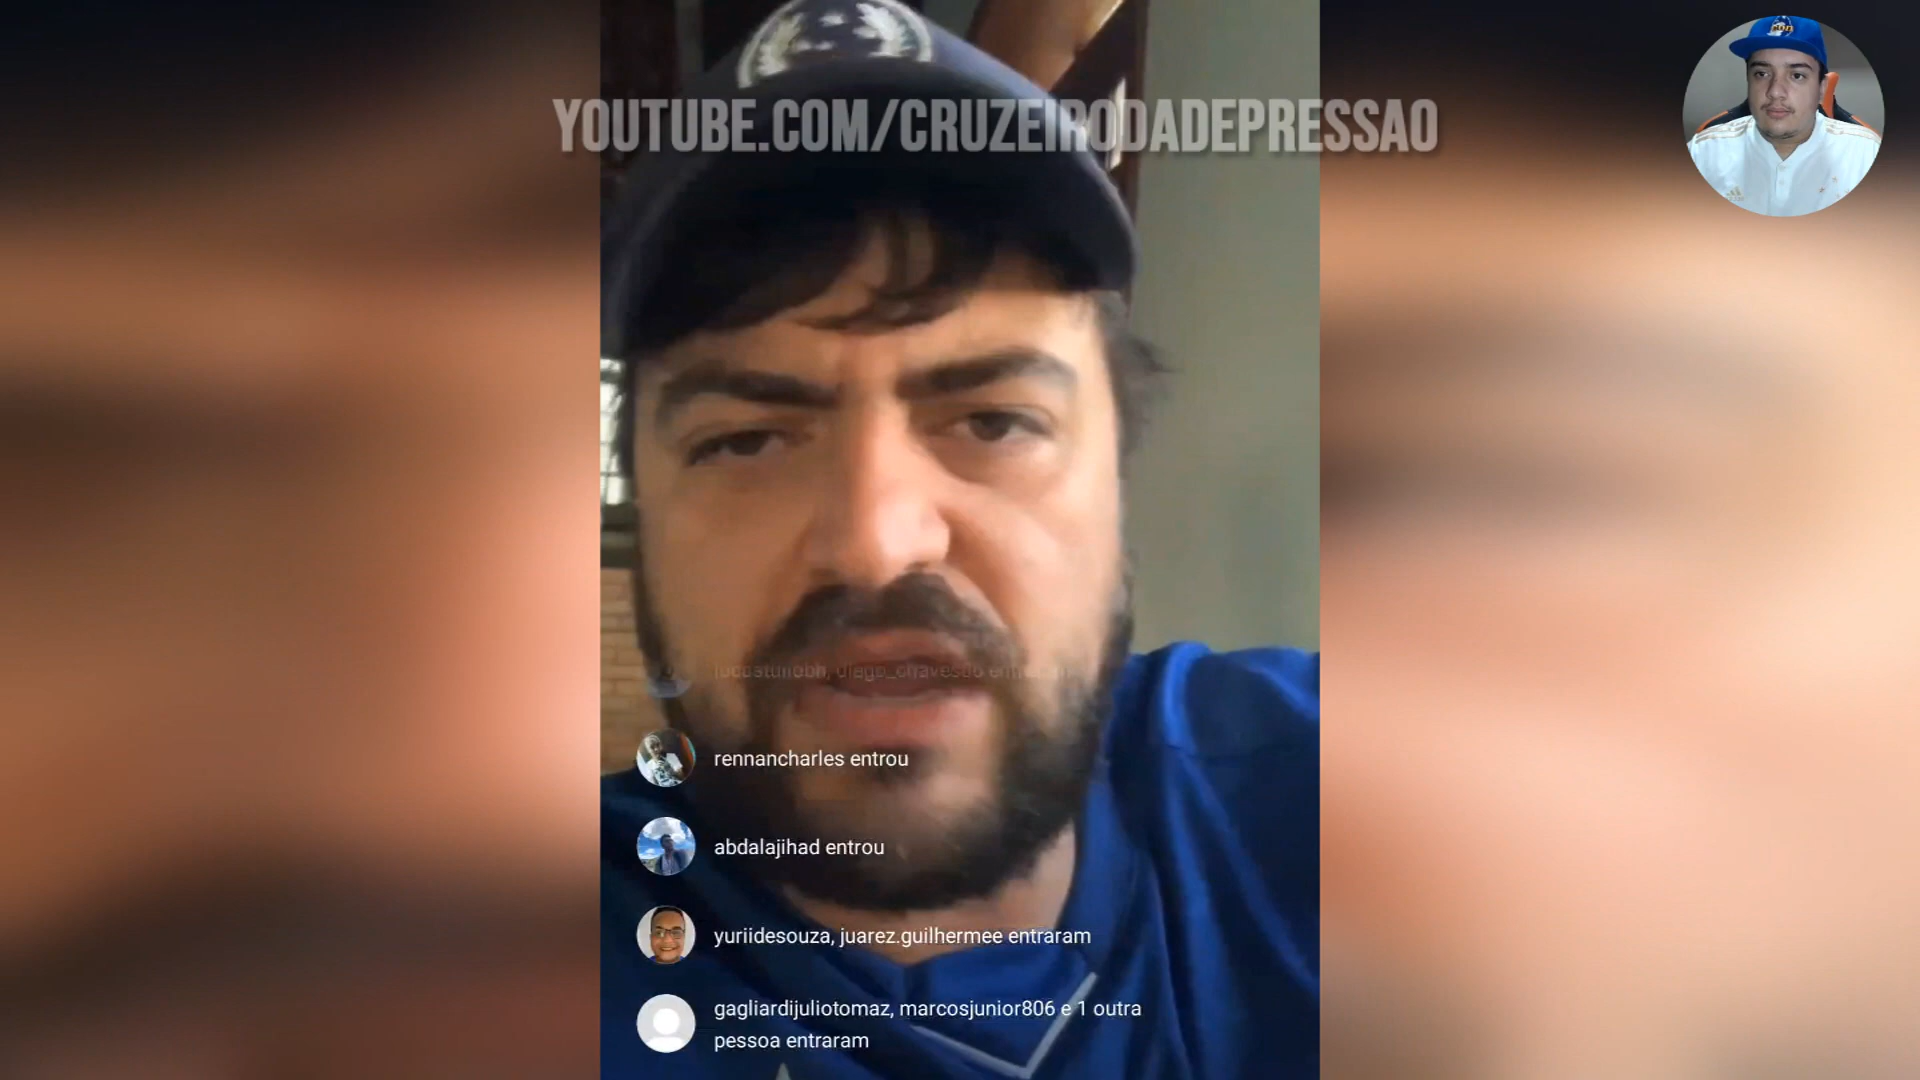 YOUTUBE.COM/CRUZEIRODADEPRESSAO
rennancharles entrou
abdalajihad entrou
yuriidesouza, juarez.guilhermee entraram
gagliardijuliotomaz, marcosjunior806 e 1 outra
pessoa entraram